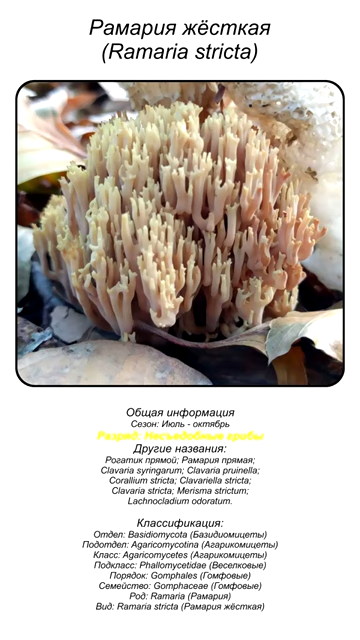 Рамария жёсткая
(Ramaria stricta)
Общая информация
Сезон: Июль - октябрь
Разряд: Несъедобные грибы
Другие названия:
Рогатик прямой; Рамария прямая;
Clavaria syringarum; Clavaria pruinella;
Corallium stricta; Clavariella stricta;
Clavaria stricta; Merisma strictum;
Lachnocladium odoratum.
Классификация:
Отдел: Basidiomycota (Базидиомицеты)
Подотдел: Agaricomycotina (Агарикомицеты)
Класс: Agaricomycetes (Агарикомицеты)
Подкласс: Phallomycetidae (Веселковые)
Порядок: Gomphales (Гомфовые)
Семейство: Gomphaceae (Гомфовые)
Род: Ramaria (Рамария)
Вид: Ramaria stricta (Рамария жёсткая)